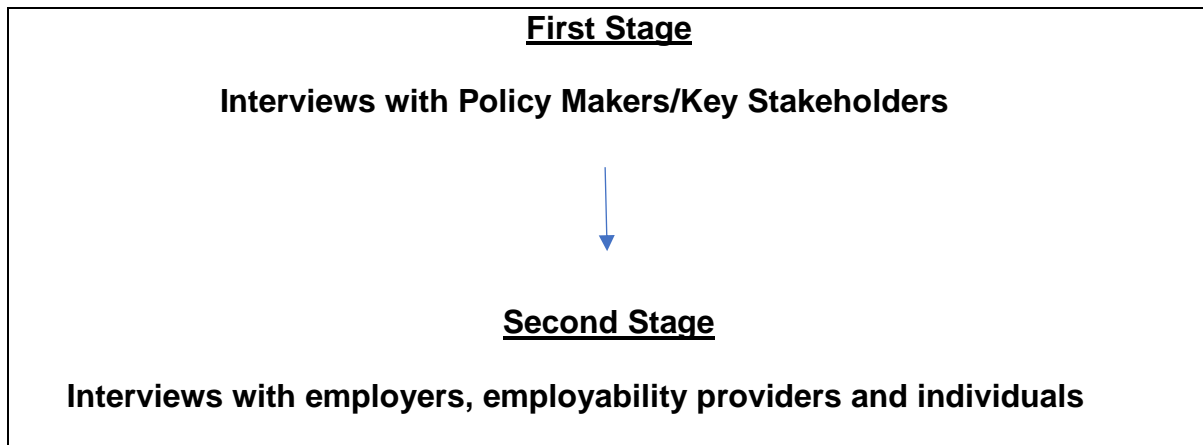 First Stage
Interviews with Policy Makers/Key Stakeholders
Second Stage
Interviews with employers, employability providers and individuals